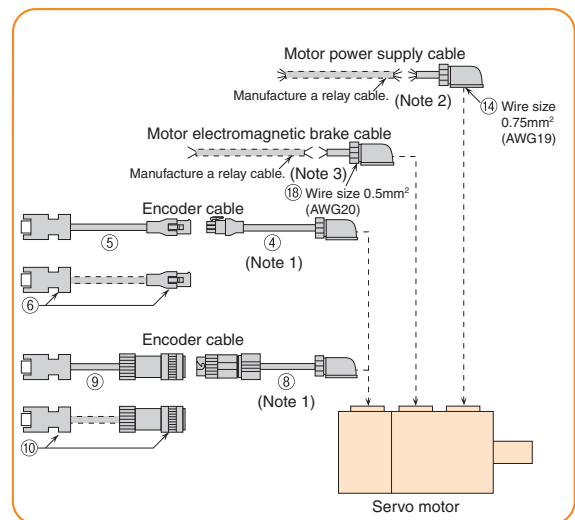 Motor power supply cable
Manufacture a relay cable. (Note 2)
⑭ Wire size
0.75mm²
(AWG19)
Motor electromagnetic brake cable
Manufacture a relay cable. (Note 3)
⑱ Wire size 0.5mm²
(AWG20)
Encoder cable
⑤ ④
(Note 1)
⑥
Encoder cable
⑨ ⑧
(Note 1)
⑩
Servo motor